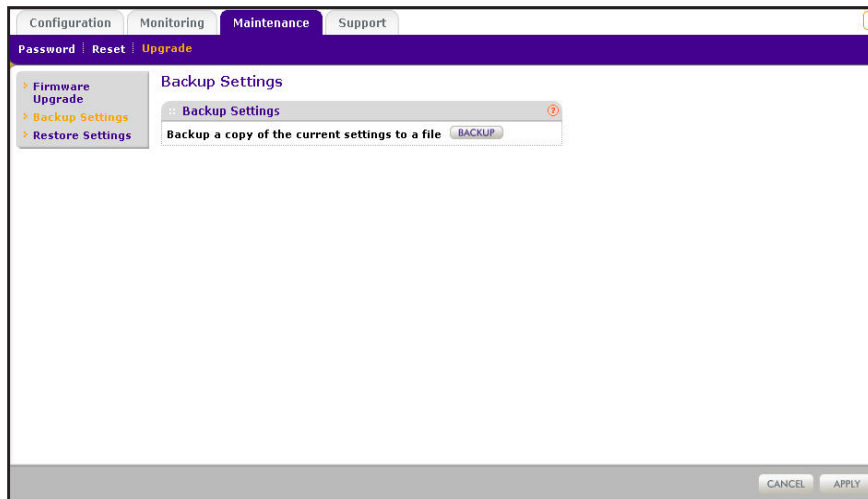 Configuration Monitoring Maintenance Support
Password Reset Upgrade
Firmware
Upgrade
Backup Settings
Restore Settings
Backup Settings
Backup Settings ?
Backup a copy of the current settings to a file BACKUP
CANCEL APPLY